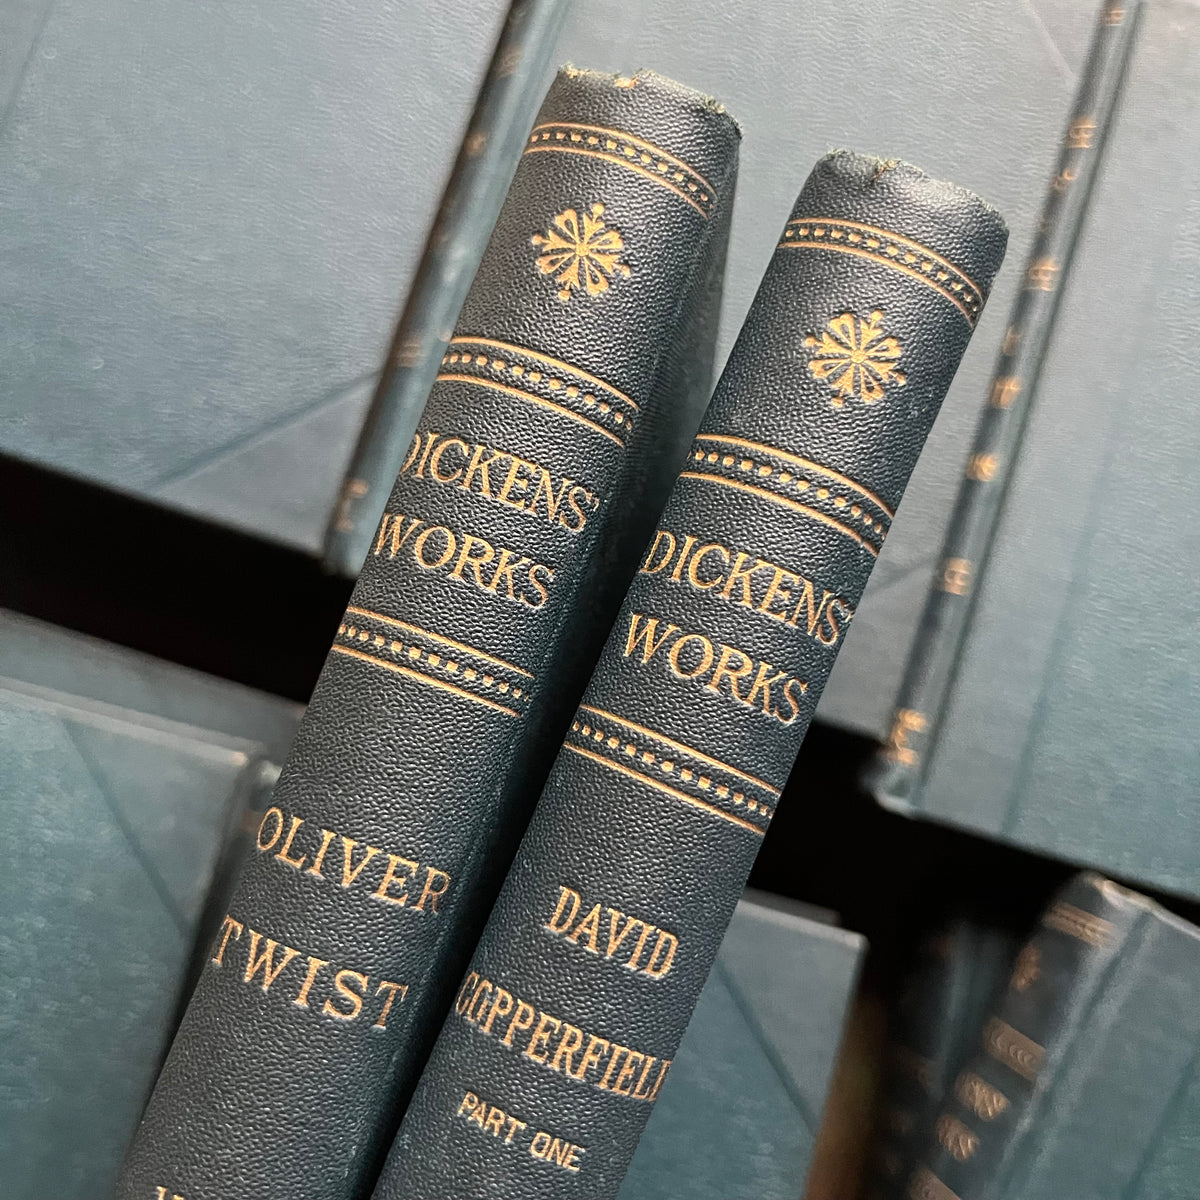 DICKENS'
WORKS
OLIVER
TWIST
DICKENS'
WORKS
DAVID
COPPERFIELD
PART ONE